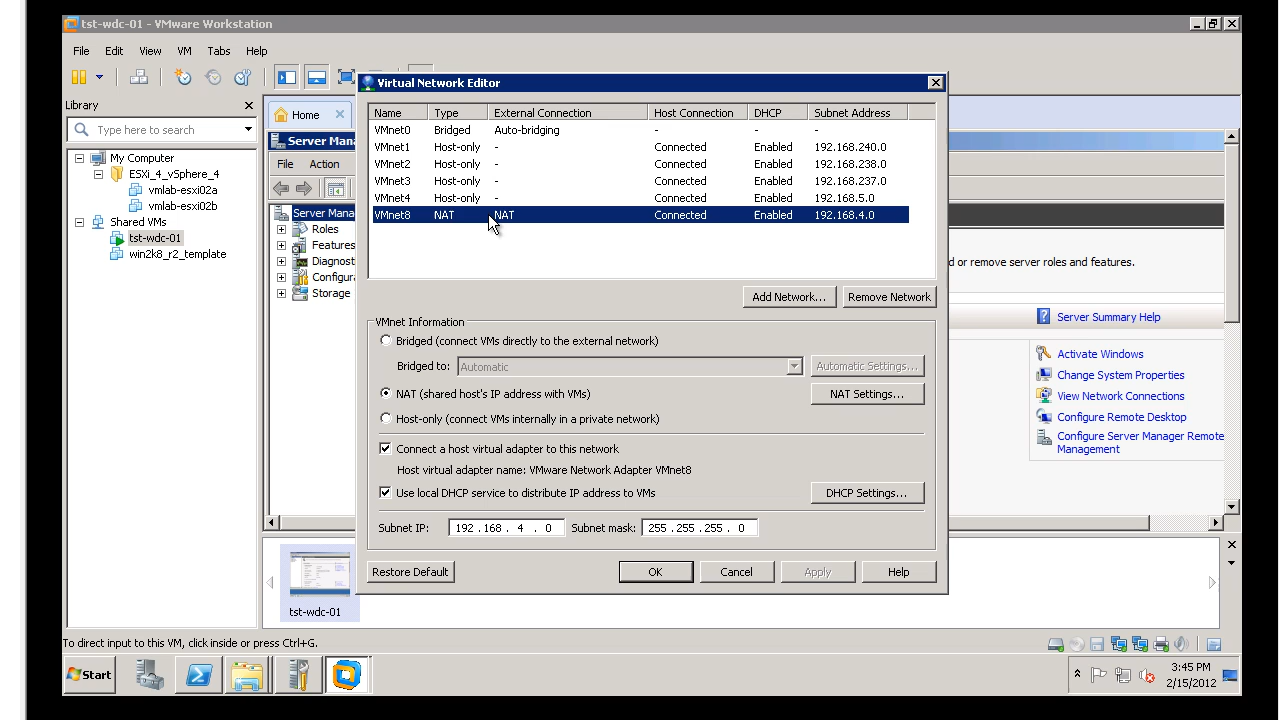 tst-wdc-01 - VMware Workstation
File Edit View VM Tabs Help
Library
Type here to search
My Computer
ESXi_4_vSphere_4
vmlab-esxi02a
vmlab-esxi02b
Shared VMs
tst-wdc-01
win2k8_r2_template
Home
Server Mana
File Action
Server Mana
Roles
Features
Diagnost
Configura
Storage
Virtual Network Editor
Name Type External Connection Host Connection DHCP Subnet Address
VMnet0 Bridged Auto-bridging - - -
VMnet1 Host-only - Connected Enabled 192.168.240.0
VMnet2 Host-only - Connected Enabled 192.168.238.0
VMnet3 Host-only - Connected Enabled 192.168.237.0
VMnet4 Host-only - Connected Enabled 192.168.5.0
VMnet8 NAT NAT Connected Enabled 192.168.4.0
Add Network... Remove Network
VMnet Information
Bridged (connect VMs directly to the external network)
Bridged to: Automatic Automatic Settings...
NAT (shared host's IP address with VMs) NAT Settings...
Host-only (connect VMs internally in a private network)
Connect a host virtual adapter to this network
Host virtual adapter name: VMware Network Adapter VMnet8
Use local DHCP service to distribute IP address to VMs DHCP Settings...
Subnet IP: 192 . 168 . 4 . 0 Subnet mask: 255 . 255 . 255 . 0
Restore Default OK Cancel Apply Help
d or remove server roles and features.
Server Summary Help
Activate Windows
Change System Properties
View Network Connections
Configure Remote Desktop
Configure Server Manager Remote
Management
tst-wdc-01
To direct input to this VM, click inside or press Ctrl+G.
Start
3:45 PM
2/15/2012